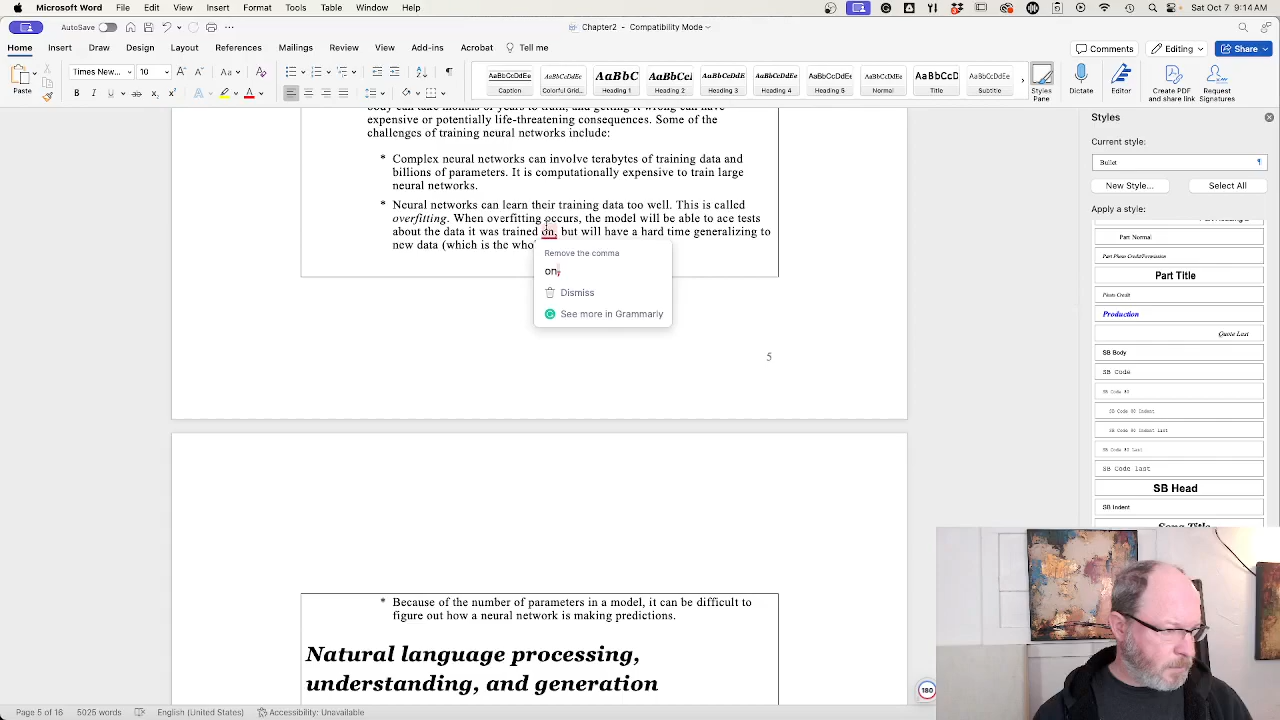 Microsoft Word File Edit View Insert Format Tools Table Window Help
Mon Oct 7 9:14 AM
AutoSave
Chapter2 - Compatibility Mode
Home Insert Draw Design Layout References Mailings Review View Add-ins Acrobat Tell me
Comments Editing Share
Paste
Times New... 10
AaBbCcDdEe AaBbCcDdEe AaBbC AaBbCcI AaBbCcDdE AaBbCcDdEe AaBbCcDdEe AaBbCcDdEe AaBbCcD AaBbCcDdEe
Caption Colorful Grid... Heading 1 Heading 2 Heading 3 Heading 4 Heading 5 Normal Title Subtitle
Styles Pane
Dictate
Editor
Create PDF and share link
Request Signatures
body can take months or years to train, and getting it wrong can have
expensive or potentially life-threatening consequences. Some of the
challenges of training neural networks include:
* Complex neural networks can involve terabytes of training data and
billions of parameters. It is computationally expensive to train large
neural networks.
* Neural networks can learn their training data too well. This is called
overfitting. When overfitting occurs, the model will be able to ace tests
about the data it was trained on, but will have a hard time generalizing to
new data (which is the who
Remove the comma
on,
Dismiss
See more in Grammarly
5
* Because of the number of parameters in a model, it can be difficult to
figure out how a neural network is making predictions.
Natural language processing,
understanding, and generation
Styles
Current style:
Bullet
New Style... Select All
Apply a style:
Part Normal
Part Photo Credit/Permission
Part Title
Photo Credit
Production
Quote Last
SB Body
SB Code
SB Code 80
SB Code 80 Indent
SB Code 80 Indent Last
SB Code 80 Last
SB Code last
SB Head
SB Indent
Song Title
180
Page 5 of 16 5025 words English (United States) Accessibility: Unavailable